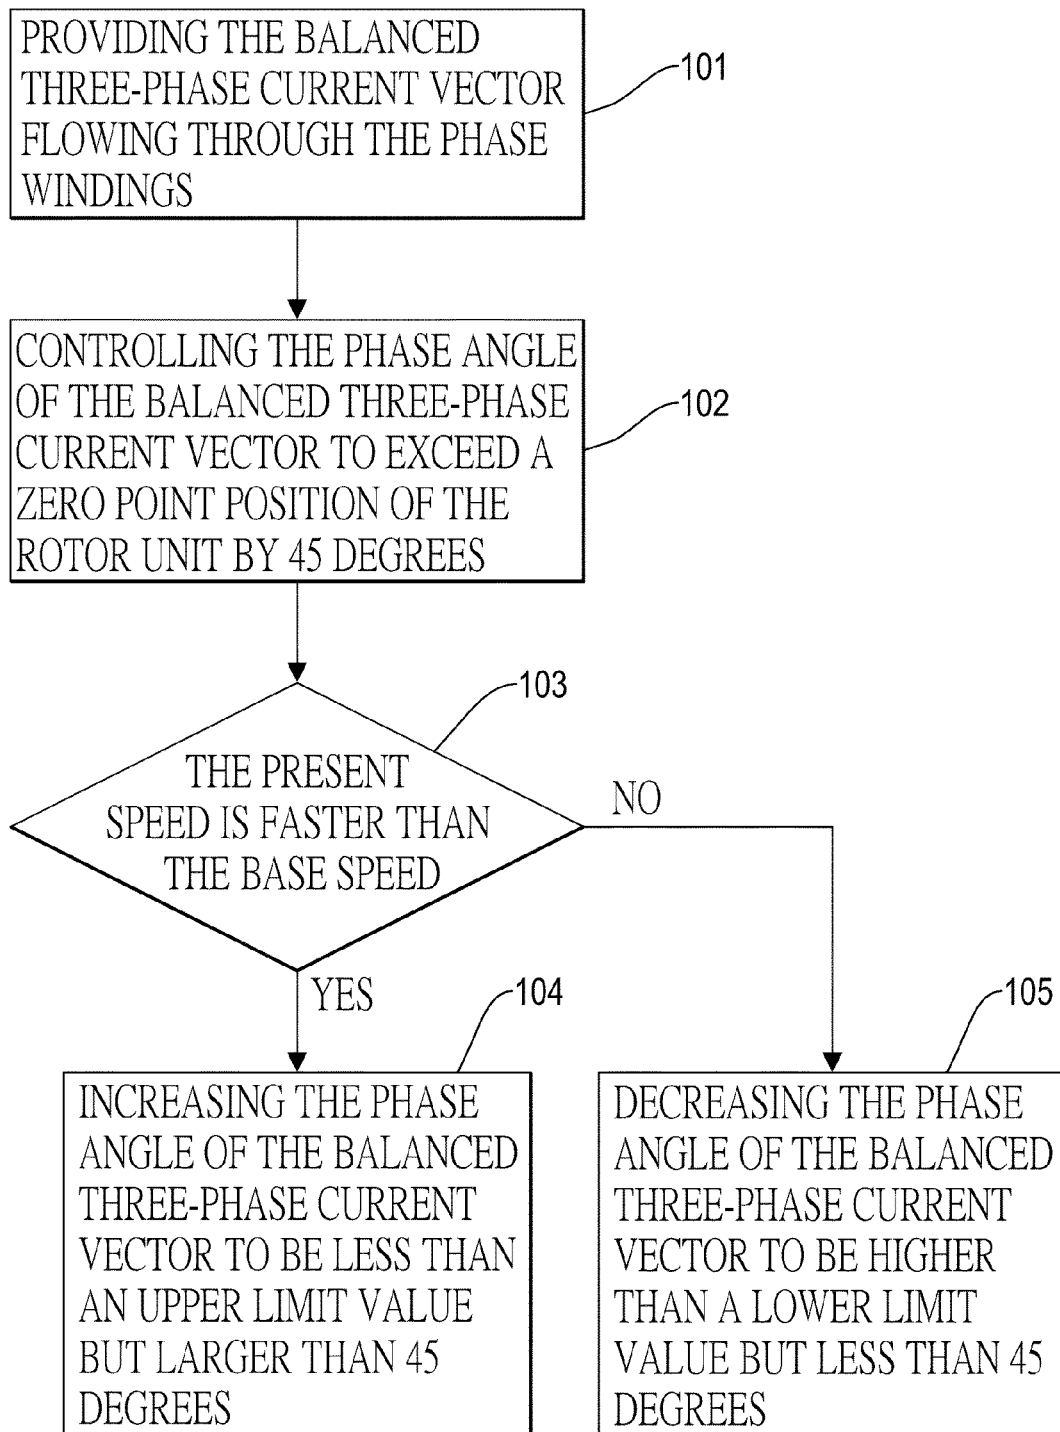 PROVIDING THE BALANCED
THREE-PHASE CURRENT VECTOR
FLOWING THROUGH THE PHASE
WINDINGS
101
CONTROLLING THE PHASE ANGLE
OF THE BALANCED THREE-PHASE
CURRENT VECTOR TO EXCEED A
ZERO POINT POSITION OF THE
ROTOR UNIT BY 45 DEGREES
102
103
THE PRESENT
SPEED IS FASTER THAN
THE BASE SPEED
NO
YES
104
INCREASING THE PHASE
ANGLE OF THE BALANCED
THREE-PHASE CURRENT
VECTOR TO BE LESS THAN
AN UPPER LIMIT VALUE
BUT LARGER THAN 45
DEGREES
105
DECREASING THE PHASE
ANGLE OF THE BALANCED
THREE-PHASE CURRENT
VECTOR TO BE HIGHER
THAN A LOWER LIMIT
VALUE BUT LESS THAN 45
DEGREES